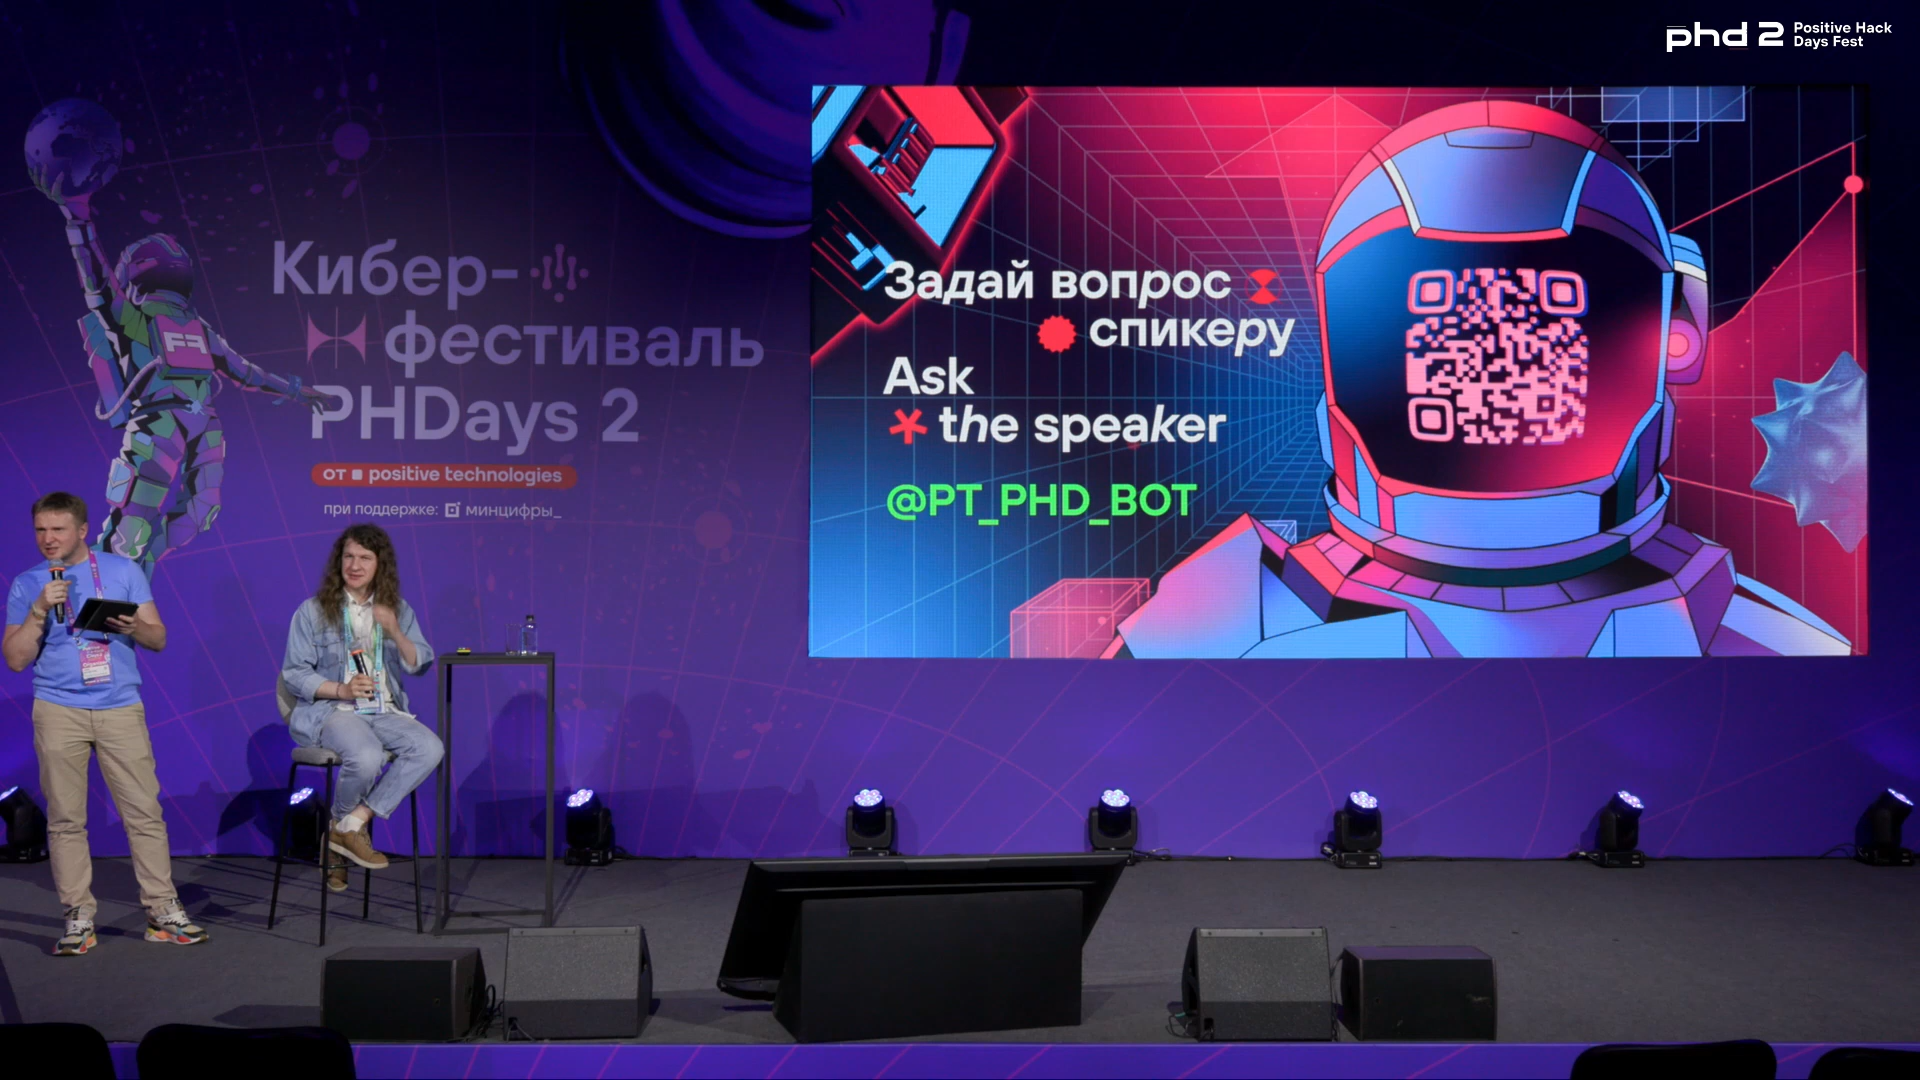 phd 2 Positive Hack
Days Fest
Кибер-
фестиваль
PHDays 2
от positive technologies
при поддержке: минцифры_
Задай вопрос
спикеру
Ask
the speaker
@PT_PHD_BOT